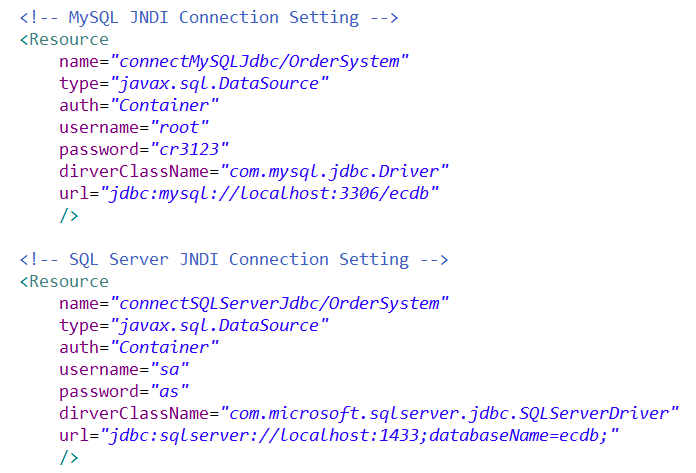 <!-- MySQL JNDI Connection Setting -->
<Resource
name="connectMySQLJdbc/OrderSystem"
type="javax.sql.DataSource"
auth="Container"
username="root"
password="cr3123"
dirverClassName="com.mysql.jdbc.Driver"
url="jdbc:mysql://localhost:3306/ecdb"
/>
<!-- SQL Server JNDI Connection Setting -->
<Resource
name="connectSQLServerJdbc/OrderSystem"
type="javax.sql.DataSource"
auth="Container"
username="sa"
password="as"
dirverClassName="com.microsoft.sqlserver.jdbc.SQLServerDriver"
url="jdbc:sqlserver://localhost:1433;databaseName=ecdb;"
/>